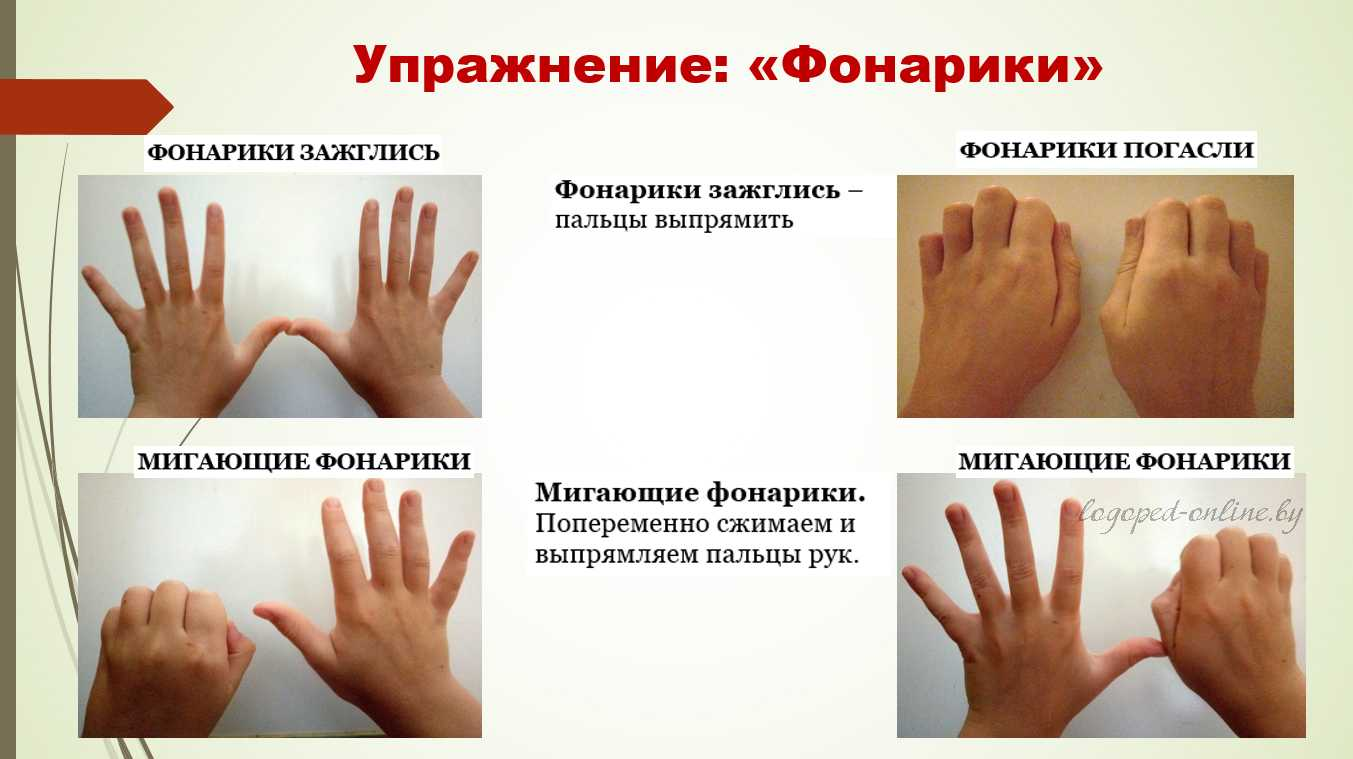 Упражнение: «Фонарики»
ФОНАРИКИ ЗАЖГЛИСЬ
ФОНАРИКИ ПОГАСЛИ
Фонарики зажглись –
пальцы выпрямить
МИГАЮЩИЕ ФОНАРИКИ
МИГАЮЩИЕ ФОНАРИКИ
Мигающие фонарики.
Попеременно сжимаем и
выпрямляем пальцы рук.
logoped-online.by